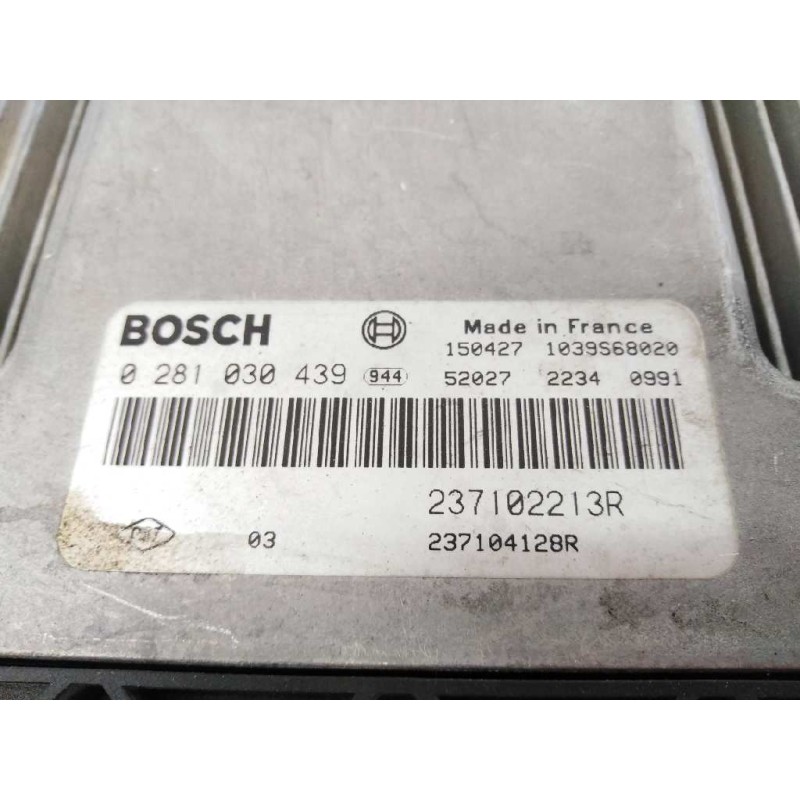 BOSCH Made in France
150427 1039S68020
0 281 030 439 944 52027 2234 0991
237102213R
03 237104128R